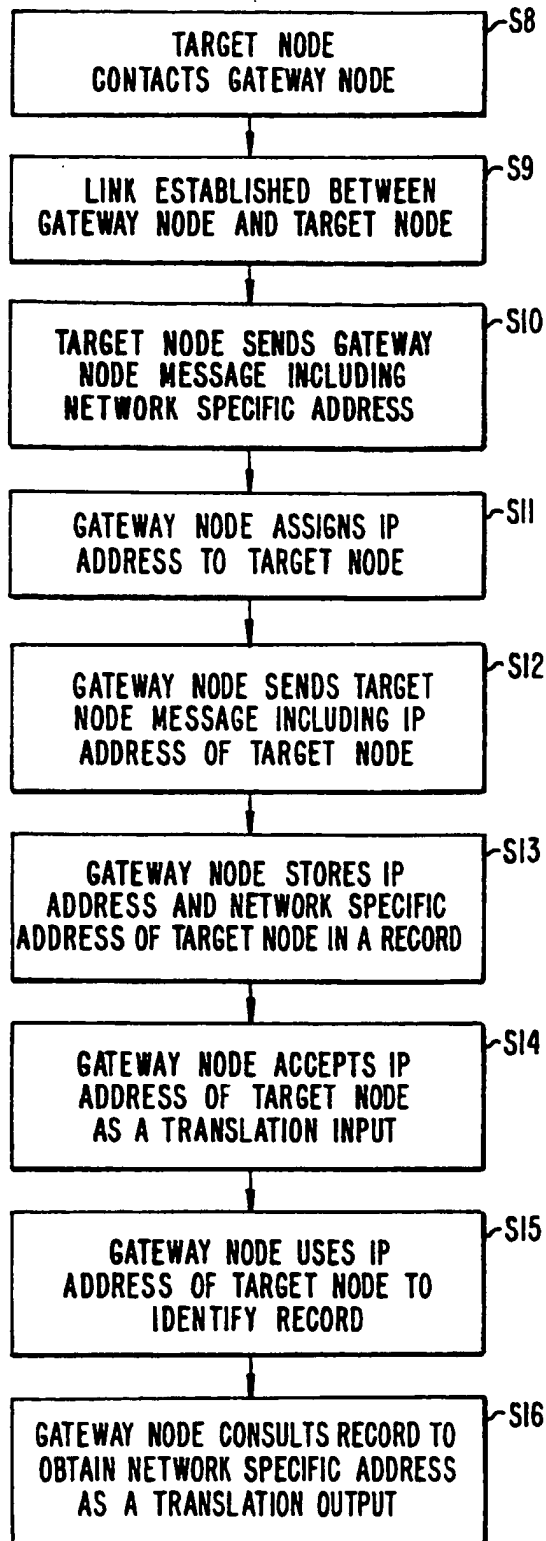 S8
TARGET NODE
CONTACTS GATEWAY NODE
S9
LINK ESTABLISHED BETWEEN
GATEWAY NODE AND TARGET NODE
S10
TARGET NODE SENDS GATEWAY
NODE MESSAGE INCLUDING
NETWORK SPECIFIC ADDRESS
S11
GATEWAY NODE ASSIGNS IP
ADDRESS TO TARGET NODE
S12
GATEWAY NODE SENDS TARGET
NODE MESSAGE INCLUDING IP
ADDRESS OF TARGET NODE
S13
GATEWAY NODE STORES IP
ADDRESS AND NETWORK SPECIFIC
ADDRESS OF TARGET NODE IN A RECORD
S14
GATEWAY NODE ACCEPTS IP
ADDRESS OF TARGET NODE
AS A TRANSLATION INPUT
S15
GATEWAY NODE USES IP
ADDRESS OF TARGET NODE TO
IDENTIFY RECORD
S16
GATEWAY NODE CONSULTS RECORD TO
OBTAIN NETWORK SPECIFIC ADDRESS
AS A TRANSLATION OUTPUT